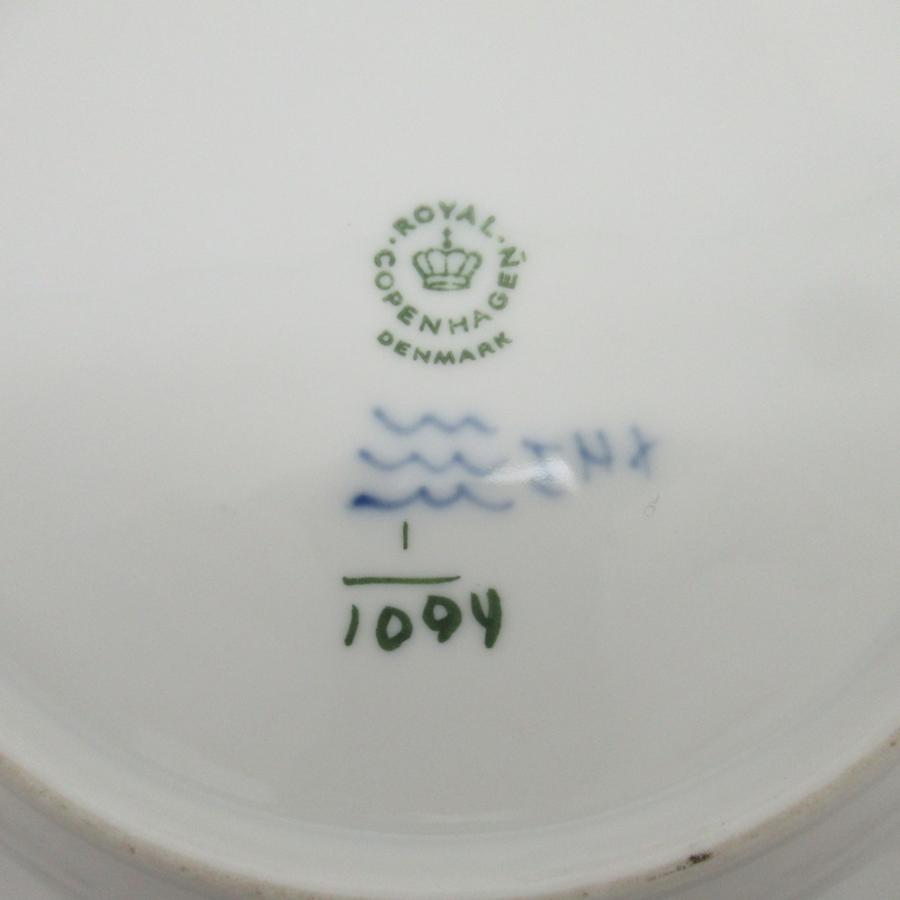 ROYAL
COPENHAGEN
DENMARK
1
1094